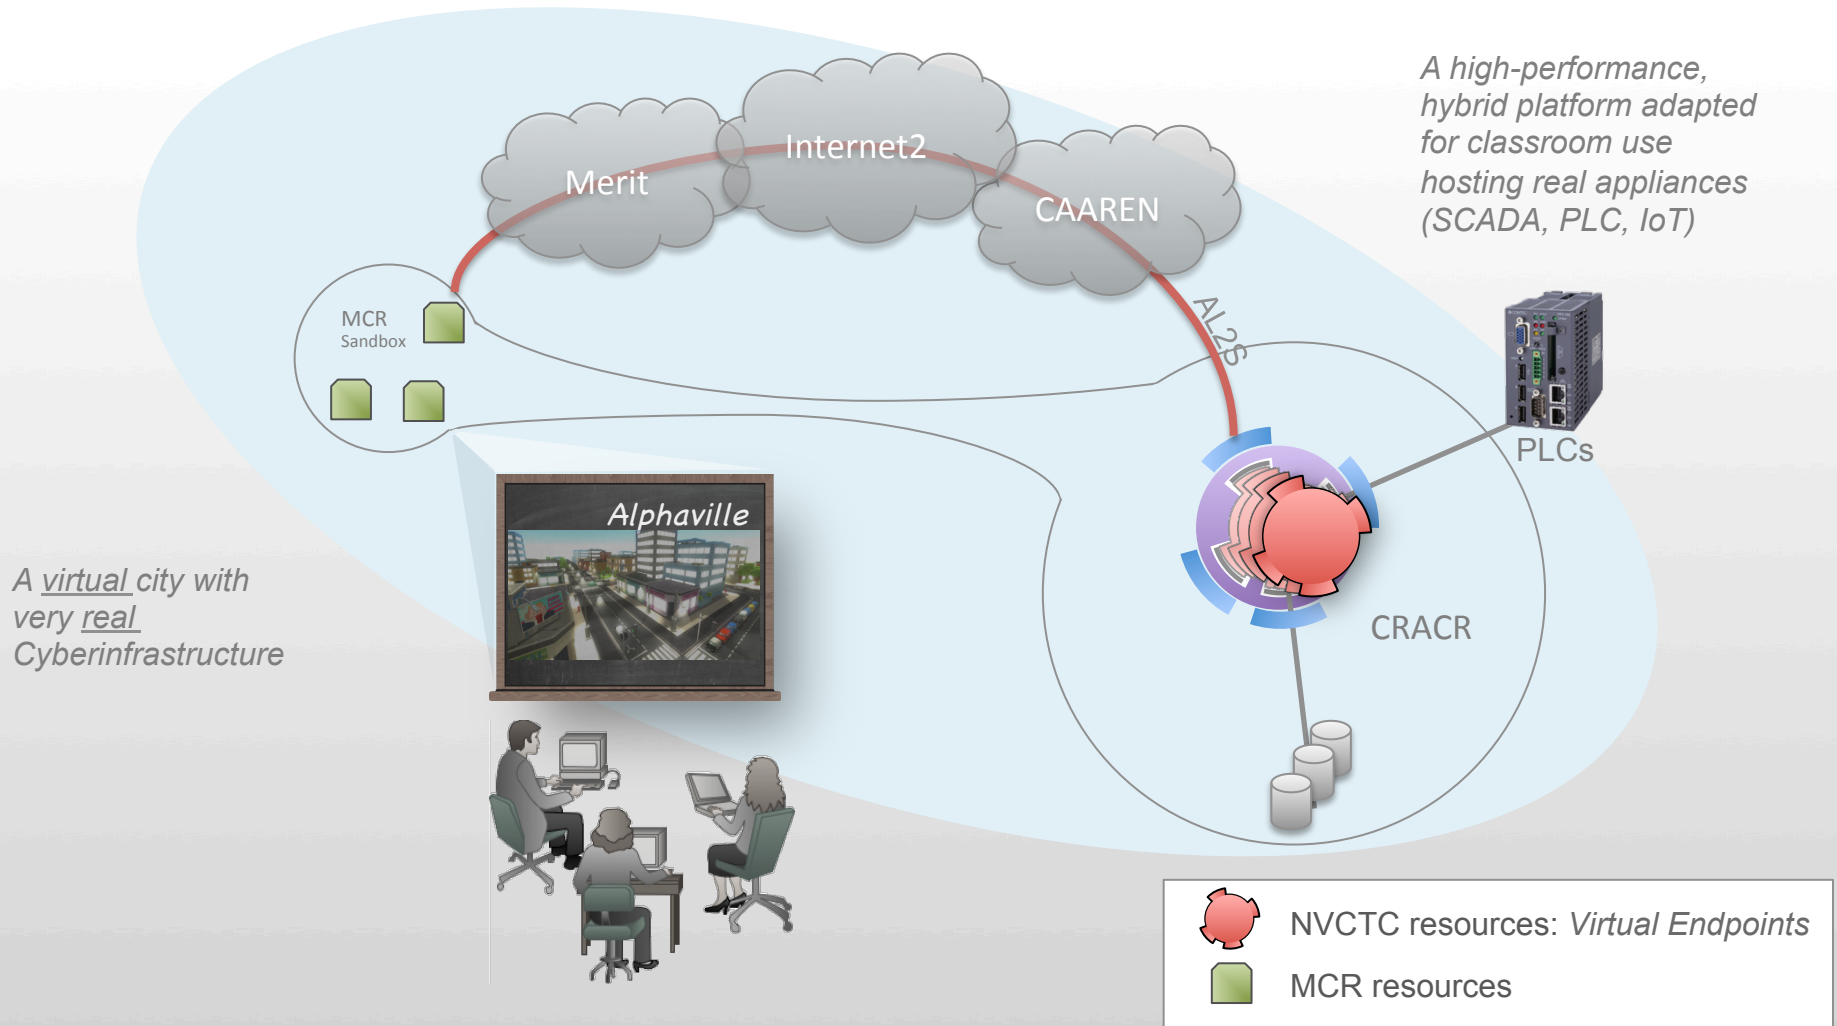 A high-performance,
hybrid platform adapted
for classroom use
hosting real appliances
(SCADA, PLC, IoT)
Internet2
Merit
CAAREN
AL2S
MCR
Sandbox
PLCs
Alphaville
A virtual city with
very real
Cyberinfrastructure
CRACR
NVCTC resources: Virtual Endpoints
MCR resources